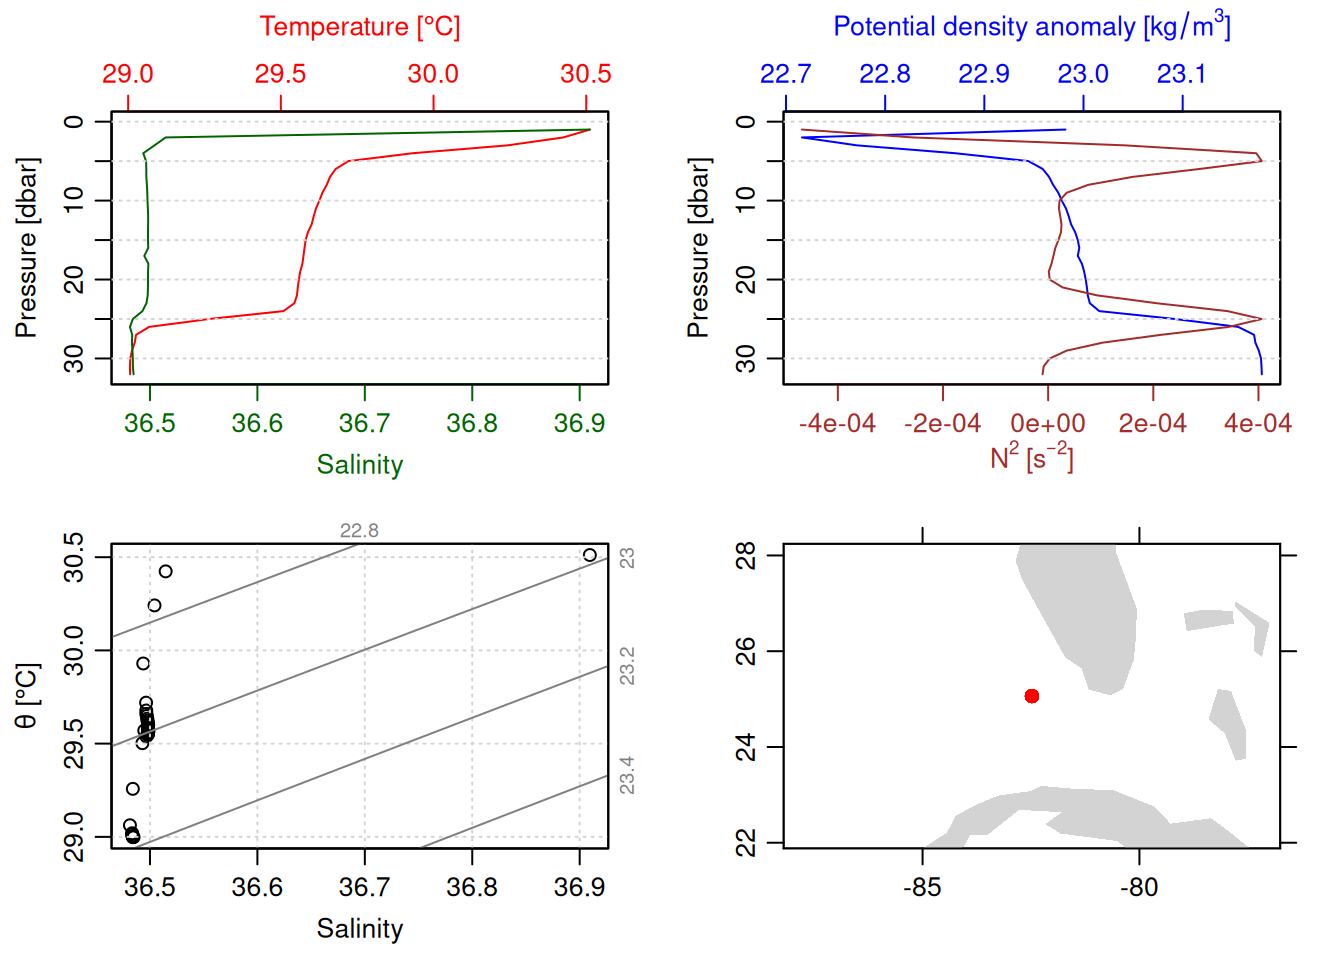 Temperature [°C]
29.0 29.5 30.0 30.5
Pressure [dbar]
0
10
20
30
36.5 36.6 36.7 36.8 36.9
Salinity
Potential density anomaly [kg/m³]
22.7 22.8 22.9 23.0 23.1
Pressure [dbar]
0
10
20
30
-4e-04 -2e-04 0e+00 2e-04 4e-04
N² [s⁻²]
22.8
23
23.2
23.4
θ [°C]
30.5
30.0
29.5
29.0
36.5 36.6 36.7 36.8 36.9
Salinity
28
26
24
22
-85 -80